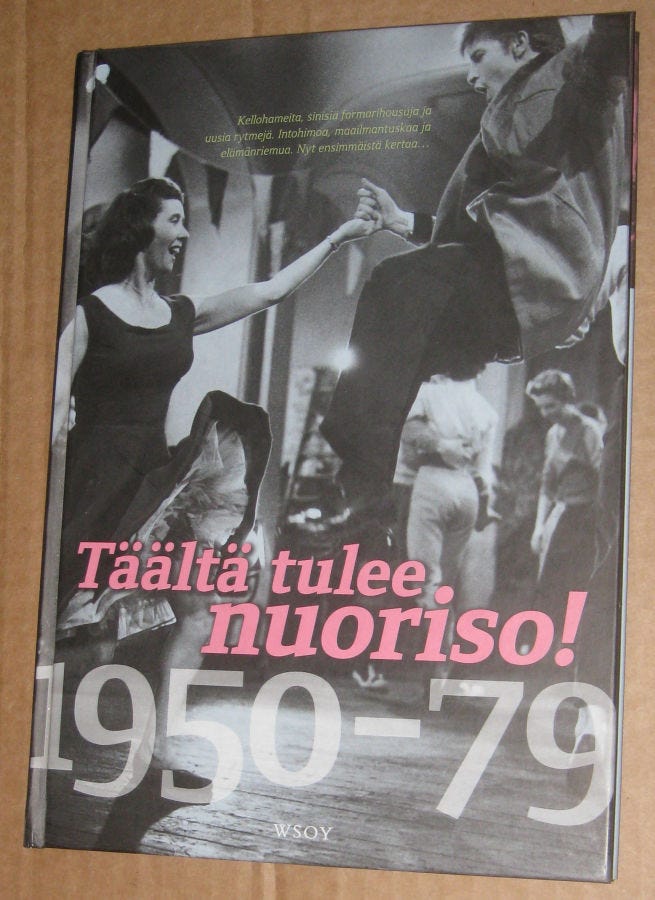 Kellohameita, sinisiä farmarihousuja ja
uusia rytmejä. Intohimoa, maailmantuskaa ja
elämänriemua. Nyt ensimmäistä kertaa...
Täältä tulee
nuoriso!
1950–79
WSOY